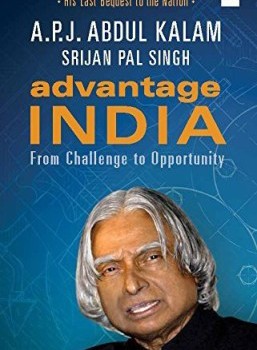 • His Last Bequest to the Nation •
A.P.J. ABDUL KALAM
SRIJAN PAL SINGH
advantage
INDIA
From Challenge to Opportunity